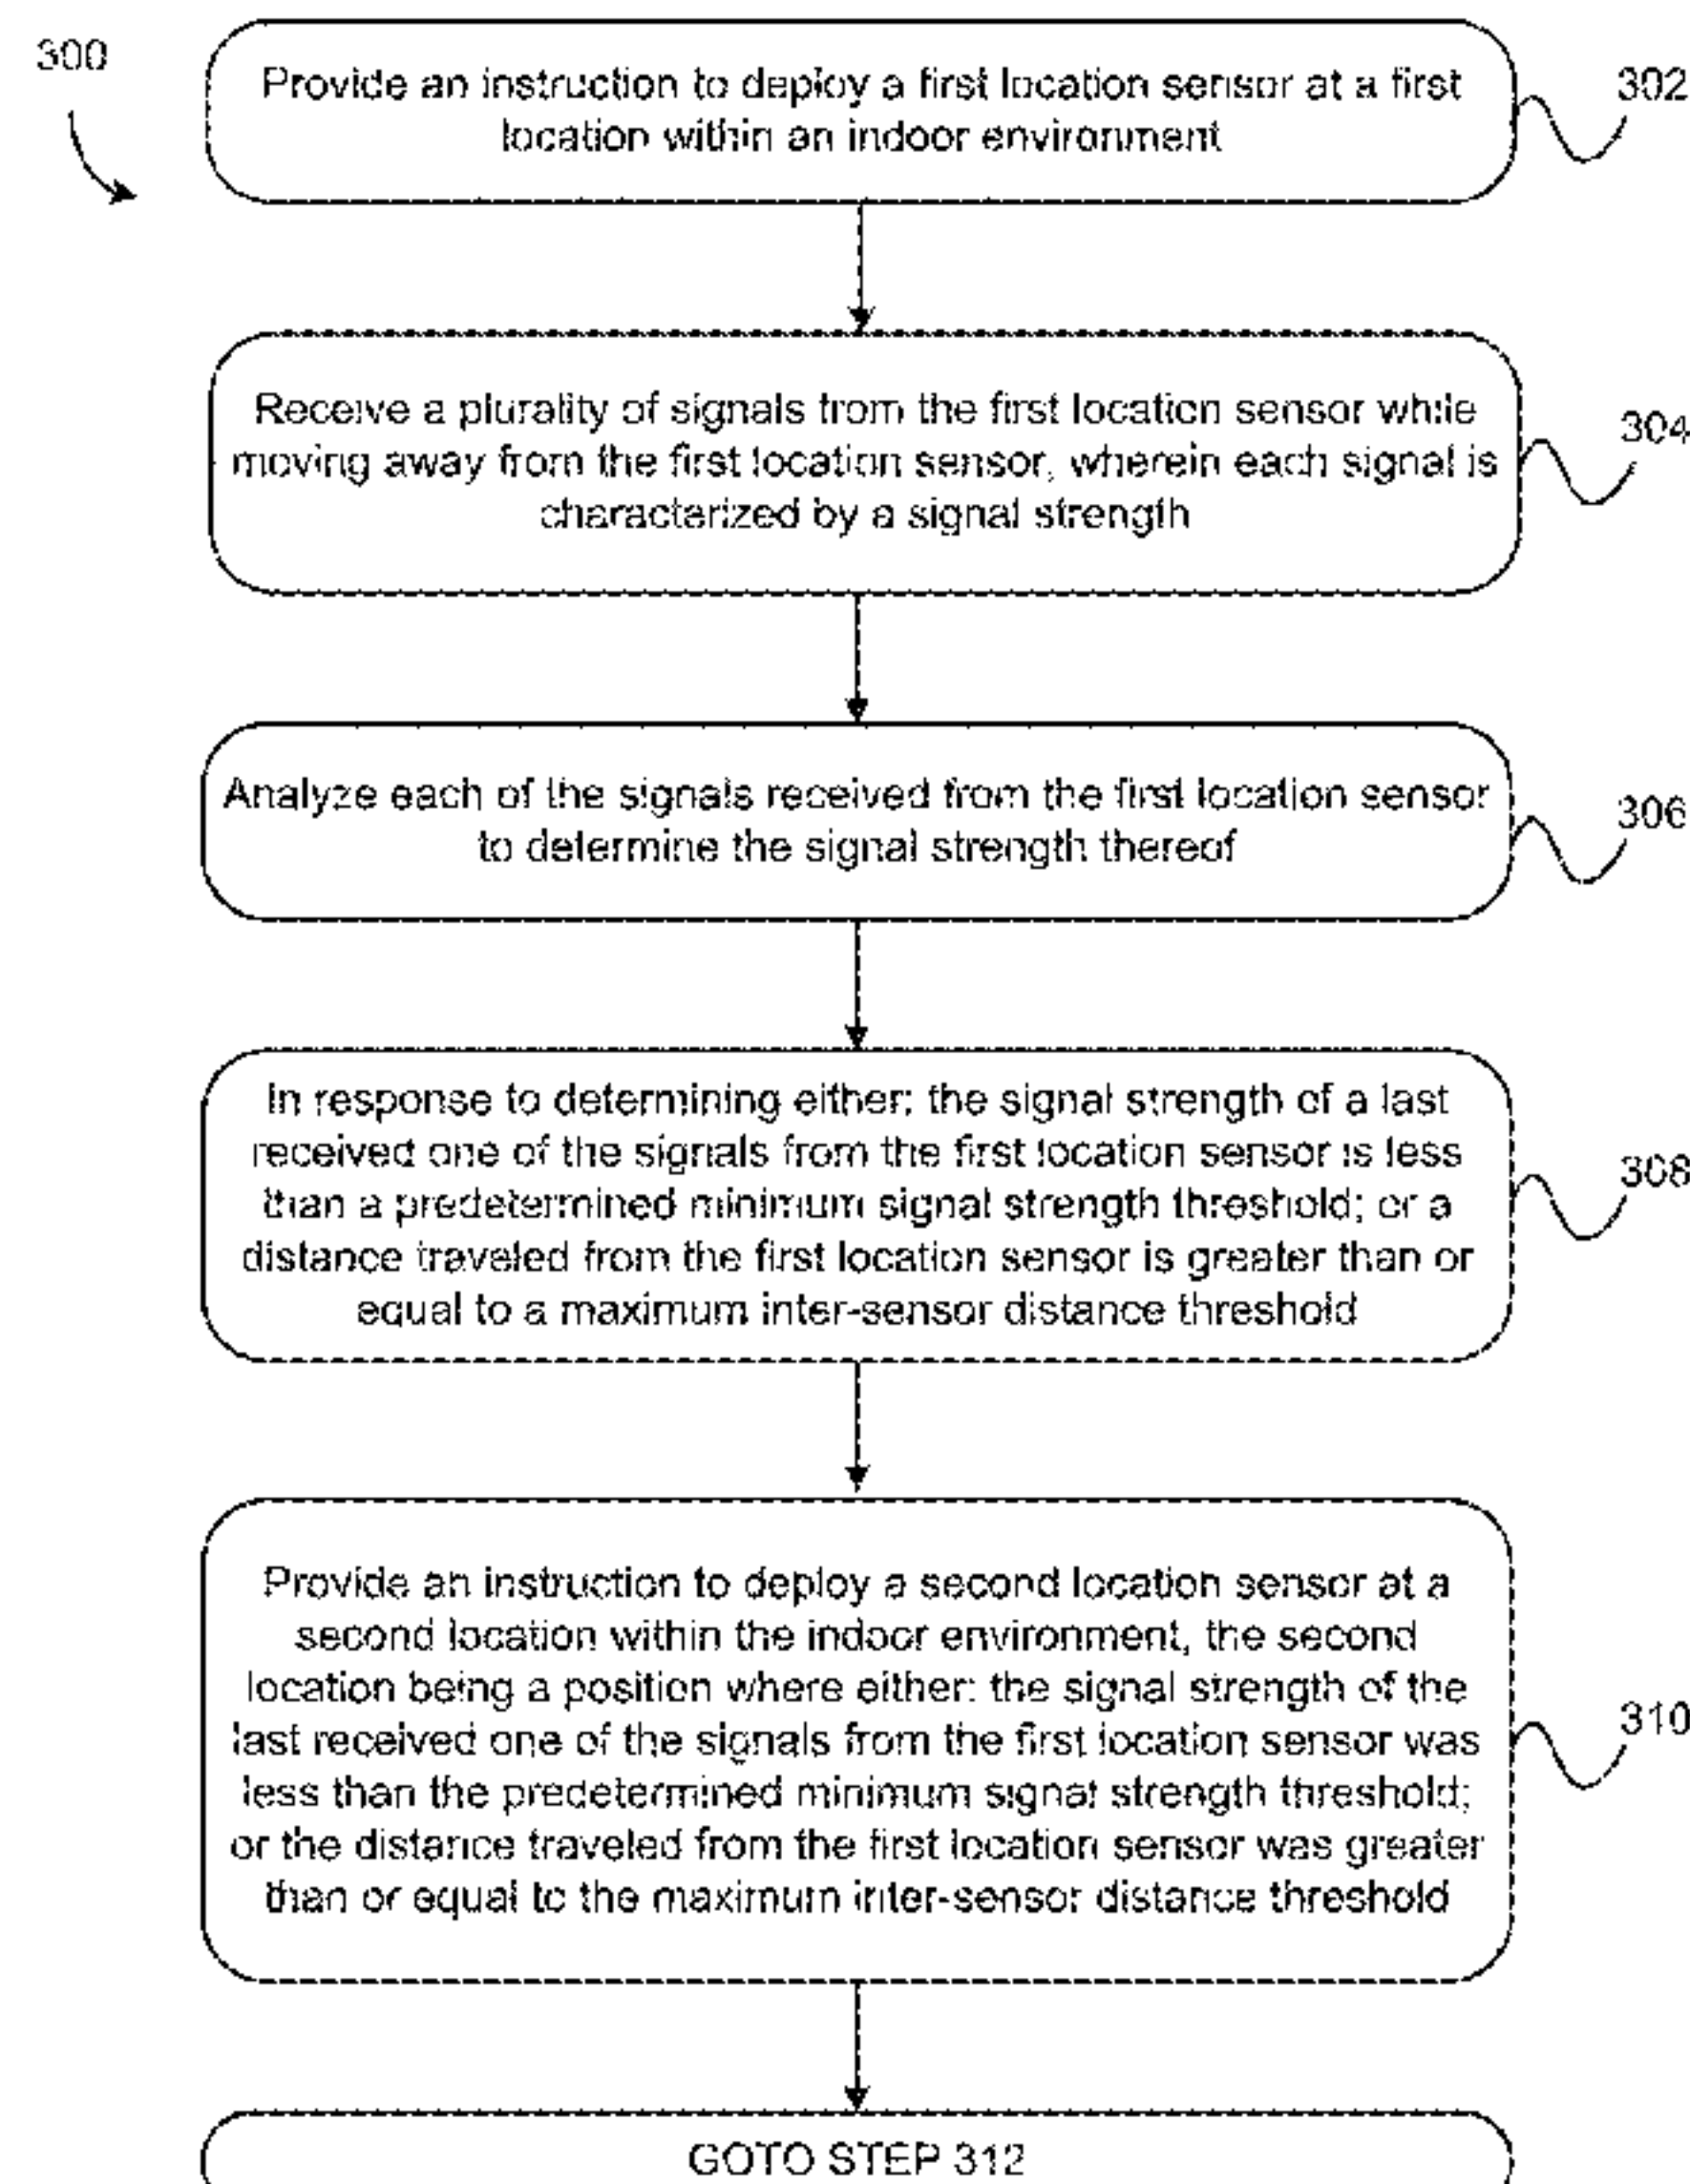 300
Provide an instruction to deploy a first location sensor at a first
location within an indoor environment
302
Receive a plurality of signals from the first location sensor while
moving away from the first location sensor, wherein each signal is
characterized by a signal strength
304
Analyze each of the signals received from the first location sensor
to determine the signal strength thereof
306
In response to determining either: the signal strength of a last
received one of the signals from the first location sensor is less
than a predetermined minimum signal strength threshold; or a
distance traveled from the first location sensor is greater than or
equal to a maximum inter-sensor distance threshold
308
Provide an instruction to deploy a second location sensor at a
second location within the indoor environment, the second
location being a position where either: the signal strength of the
last received one of the signals from the first location sensor was
less than the predetermined minimum signal strength threshold;
or the distance traveled from the first location sensor was greater
than or equal to the maximum inter-sensor distance threshold
310
GOTO STEP 312